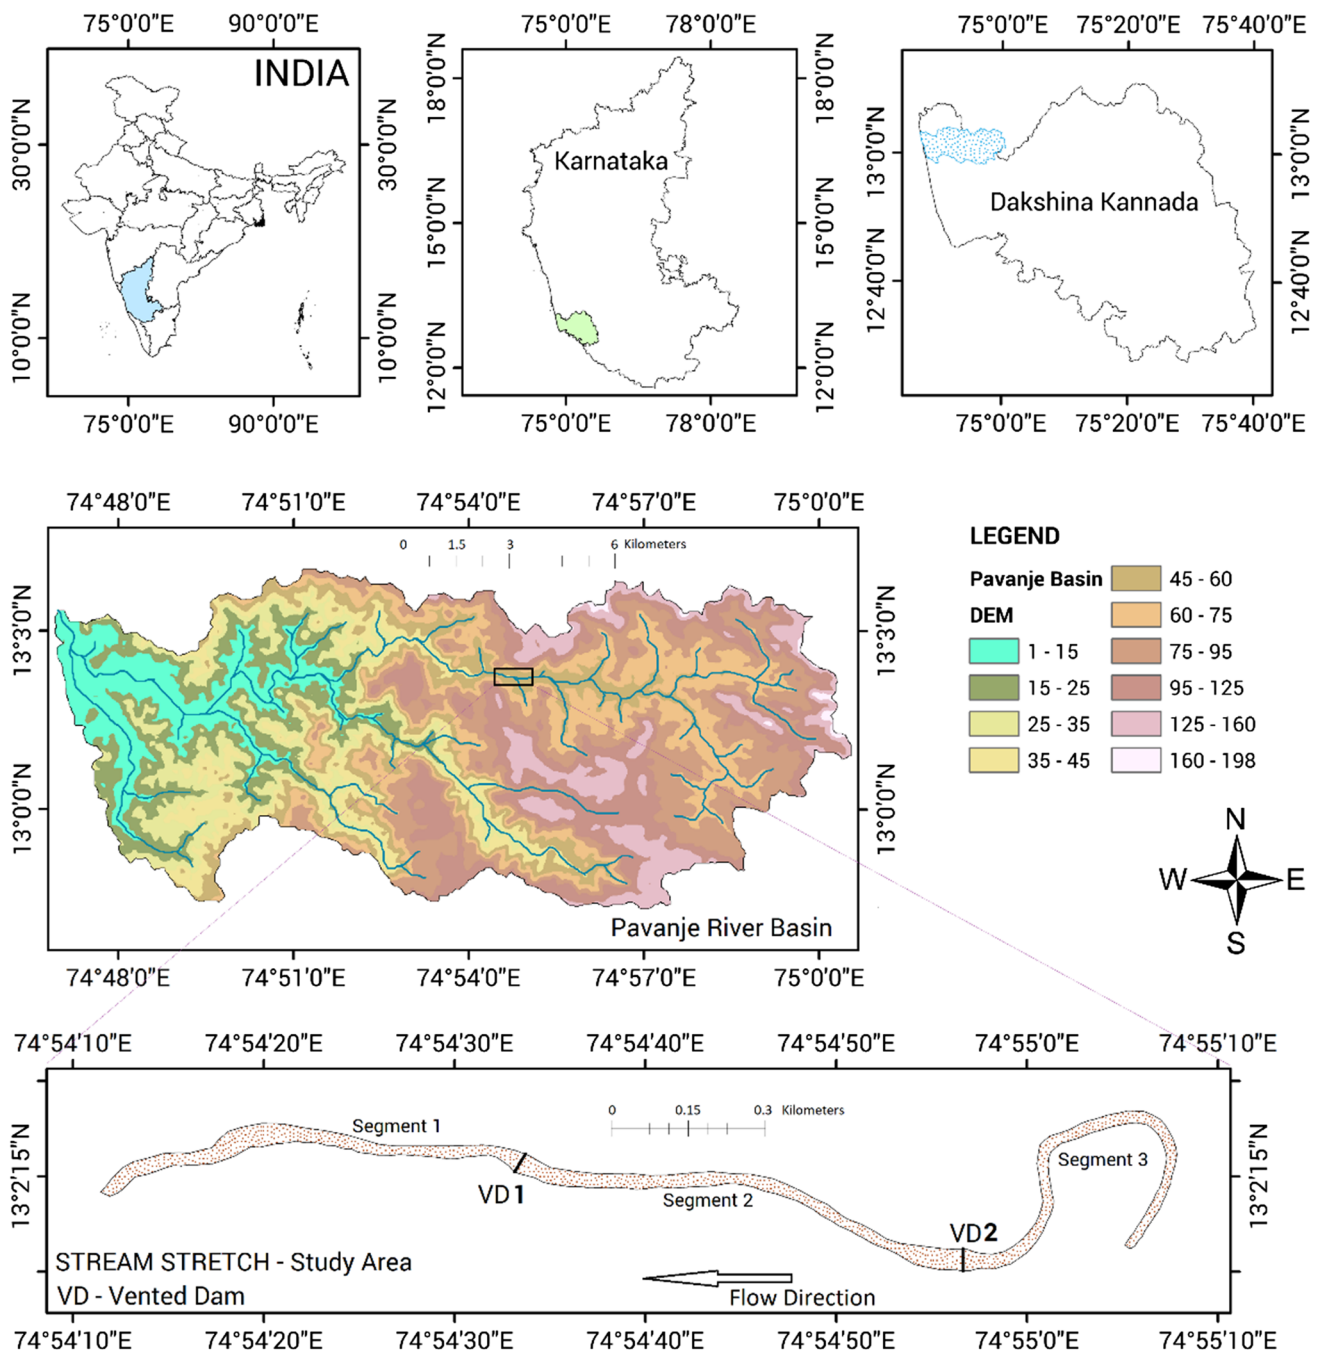 75°0'0"E 90°0'0"E
75°0'0"E 78°0'0"E
75°0'0"E 75°20'0"E 75°40'0"E
INDIA
30°0'0"N
10°0'0"N
30°0'0"N
10°0'0"N
75°0'0"E 90°0'0"E
Karnataka
18°0'0"N
15°0'0"N
12°0'0"N
18°0'0"N
15°0'0"N
12°0'0"N
75°0'0"E 78°0'0"E
Dakshina Kannada
13°0'0"N
12°40'0"N
13°0'0"N
12°40'0"N
75°0'0"E 75°20'0"E 75°40'0"E
74°48'0"E 74°51'0"E 74°54'0"E 74°57'0"E 75°0'0"E
0 1.5 3 6 Kilometers
13°3'0"N
13°0'0"N
13°3'0"N
13°0'0"N
Pavanje River Basin
74°48'0"E 74°51'0"E 74°54'0"E 74°57'0"E 75°0'0"E
LEGEND
Pavanje Basin
DEM
1 - 15
15 - 25
25 - 35
35 - 45
45 - 60
60 - 75
75 - 95
95 - 125
125 - 160
160 - 198
N
W E
S
74°54'10"E 74°54'20"E 74°54'30"E 74°54'40"E 74°54'50"E 74°55'0"E 74°55'10"E
0 0.15 0.3 Kilometers
Segment 1
VD 1
Segment 2
VD2
Segment 3
13°2'15"N
13°2'15"N
STREAM STRETCH - Study Area
VD - Vented Dam
Flow Direction
74°54'10"E 74°54'20"E 74°54'30"E 74°54'40"E 74°54'50"E 74°55'0"E 74°55'10"E